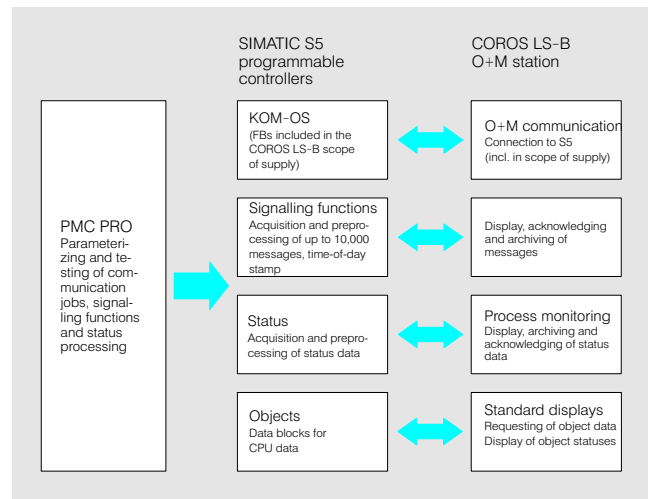 SIMATIC S5
programmable
controllers
COROS LS-B
O+M station
PMC PRO
Parameteri-
zing and te-
sting of com-
munication
jobs, signal-
ling functions
and status
processing
KOM-OS
(FBs included in the
COROS LS-B scope
of supply)
O+M communication
Connection to S5
(incl. in scope of supply)
Signalling functions
Acquisition and prepro-
cessing of up to 10,000
messages, time-of-day
stamp
Display, acknowledging
and archiving of
messages
Status
Acquisition and prepro-
cessing of status data
Process monitoring
Display, archiving and
acknowledging of status
data
Objects
Data blocks for
CPU data
Standard displays
Requesting of object data
Display of object statuses